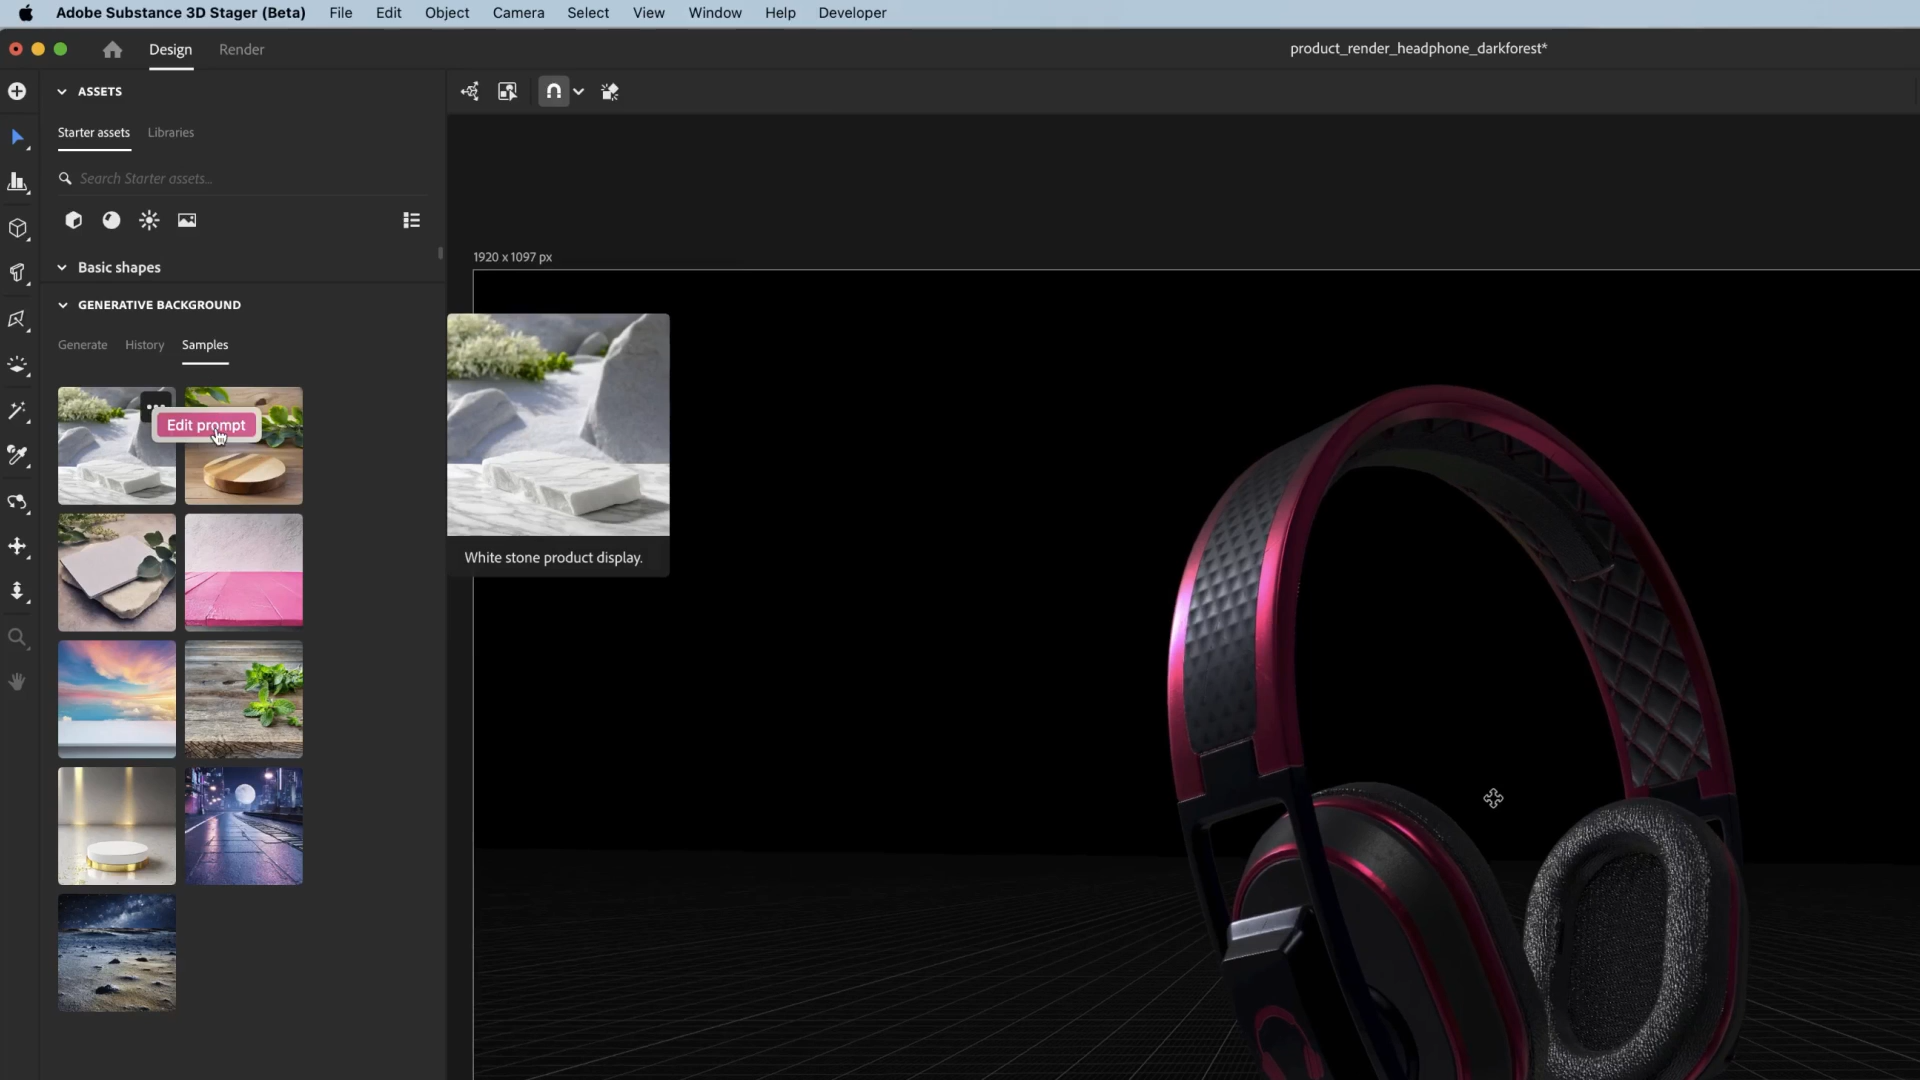 Adobe Substance 3D Stager (Beta) File Edit Object Camera Select View Window Help Developer
Design Render product_render_headphone_darkforest*
ASSETS
Starter assets Libraries
Search Starter assets...
Basic shapes
1920 x 1097 px
GENERATIVE BACKGROUND
Generate History Samples
Edit prompt
White stone product display.